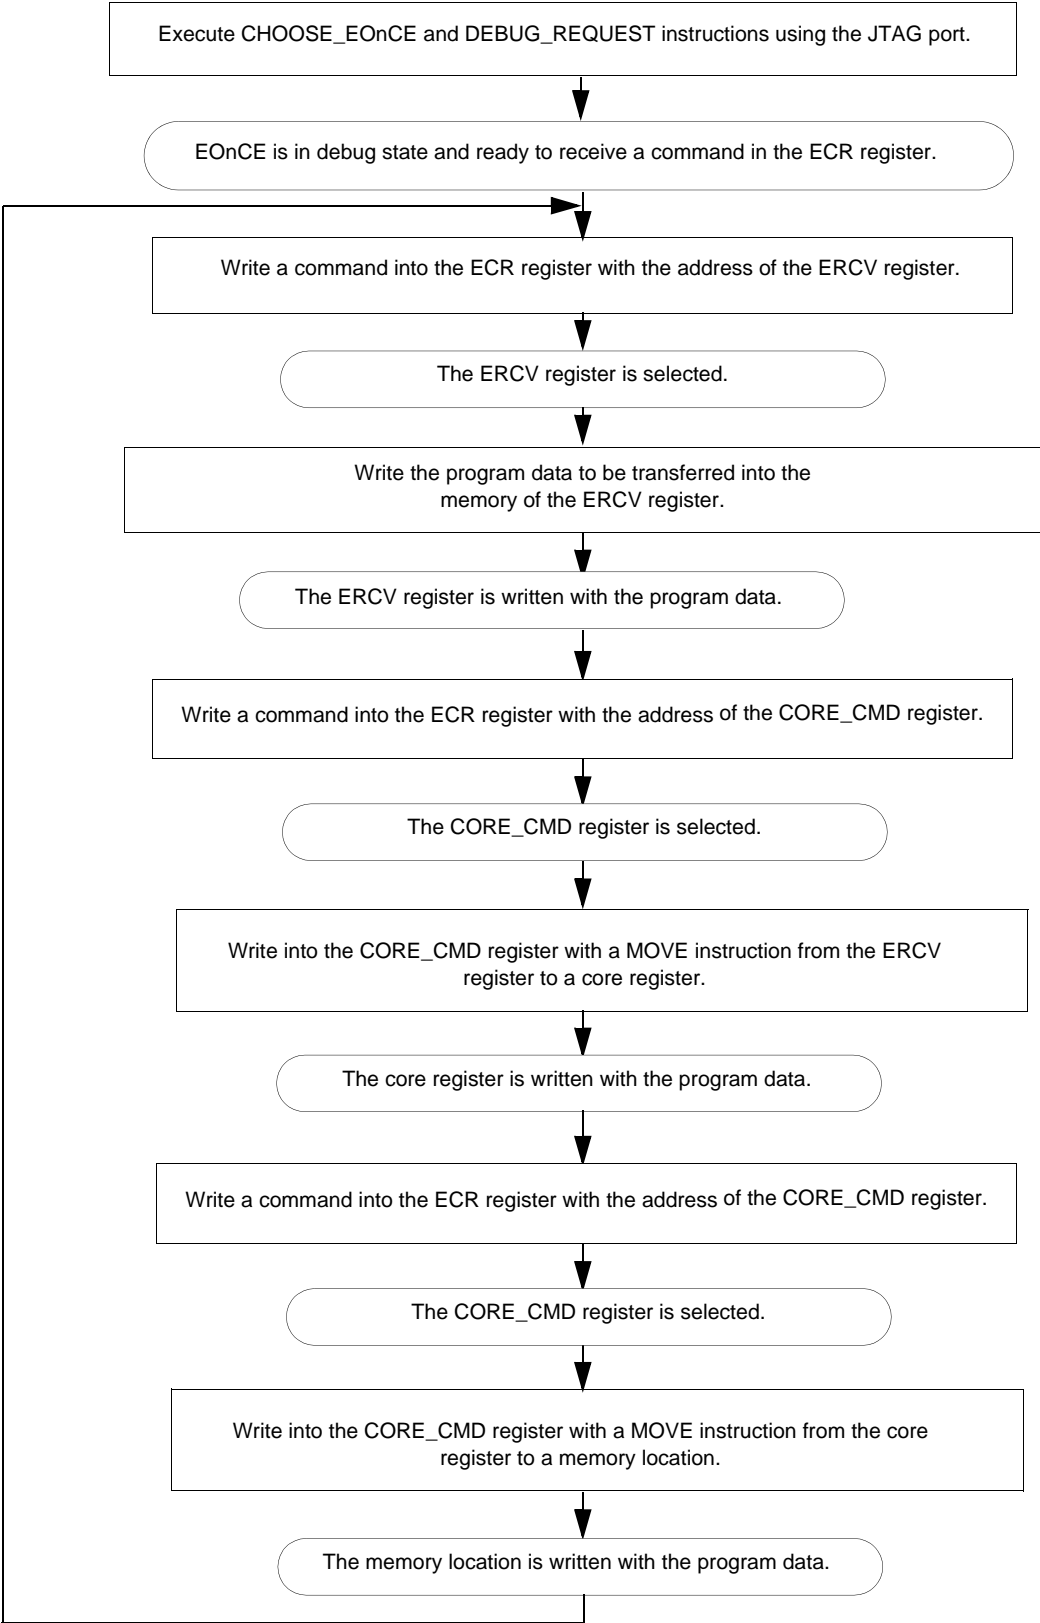 Execute CHOOSE_EOnCE and DEBUG_REQUEST instructions using the JTAG port.
EOnCE is in debug state and ready to receive a command in the ECR register.
Write a command into the ECR register with the address of the ERCV register.
The ERCV register is selected.
Write the program data to be transferred into the
memory of the ERCV register.
The ERCV register is written with the program data.
Write a command into the ECR register with the address of the CORE_CMD register.
The CORE_CMD register is selected.
Write into the CORE_CMD register with a MOVE instruction from the ERCV
register to a core register.
The core register is written with the program data.
Write a command into the ECR register with the address of the CORE_CMD register.
The CORE_CMD register is selected.
Write into the CORE_CMD register with a MOVE instruction from the core
register to a memory location.
The memory location is written with the program data.